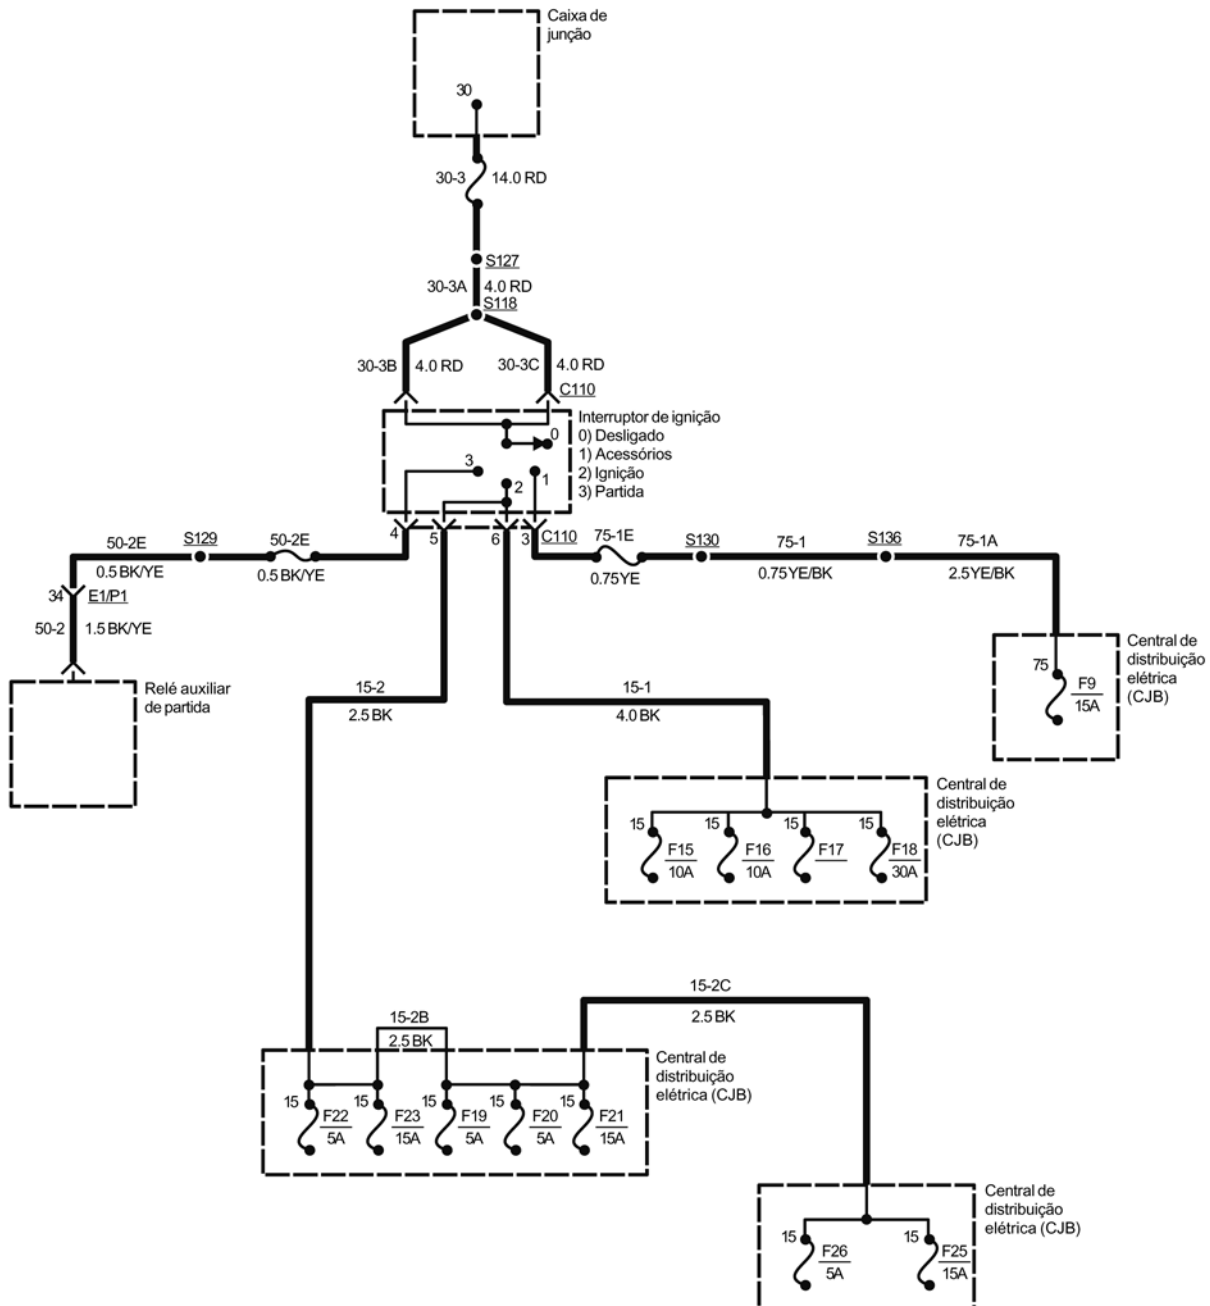 Caixa de
junção
30
30-3
14.0 RD
S127
30-3A
4.0 RD
S118
30-3B
4.0 RD
30-3C
4.0 RD
C110
Interruptor de ignição
0) Desligado
1) Acessórios
2) Ignição
3) Partida
0
3
2
1
4
5
6
3
C110
50-2E
S129
50-2E
0.5 BK/YE
0.5 BK/YE
34
E1/P1
50-2
1.5 BK/YE
Relé auxiliar
de partida
75-1E
0.75YE
S130
75-1
0.75YE/BK
S136
75-1A
2.5YE/BK
Central de
distribuição
elétrica
(CJB)
75
F9
15A
15-2
2.5 BK
15-1
4.0 BK
Central de
distribuição
elétrica
(CJB)
15
F15
10A
15
F16
10A
15
F17
15
F18
30A
15-2C
2.5 BK
15-2B
2.5 BK
Central de
distribuição
elétrica (CJB)
15
F22
5A
15
F23
15A
15
F19
5A
15
F20
5A
15
F21
15A
Central de
distribuição
elétrica (CJB)
15
F26
5A
15
F25
15A